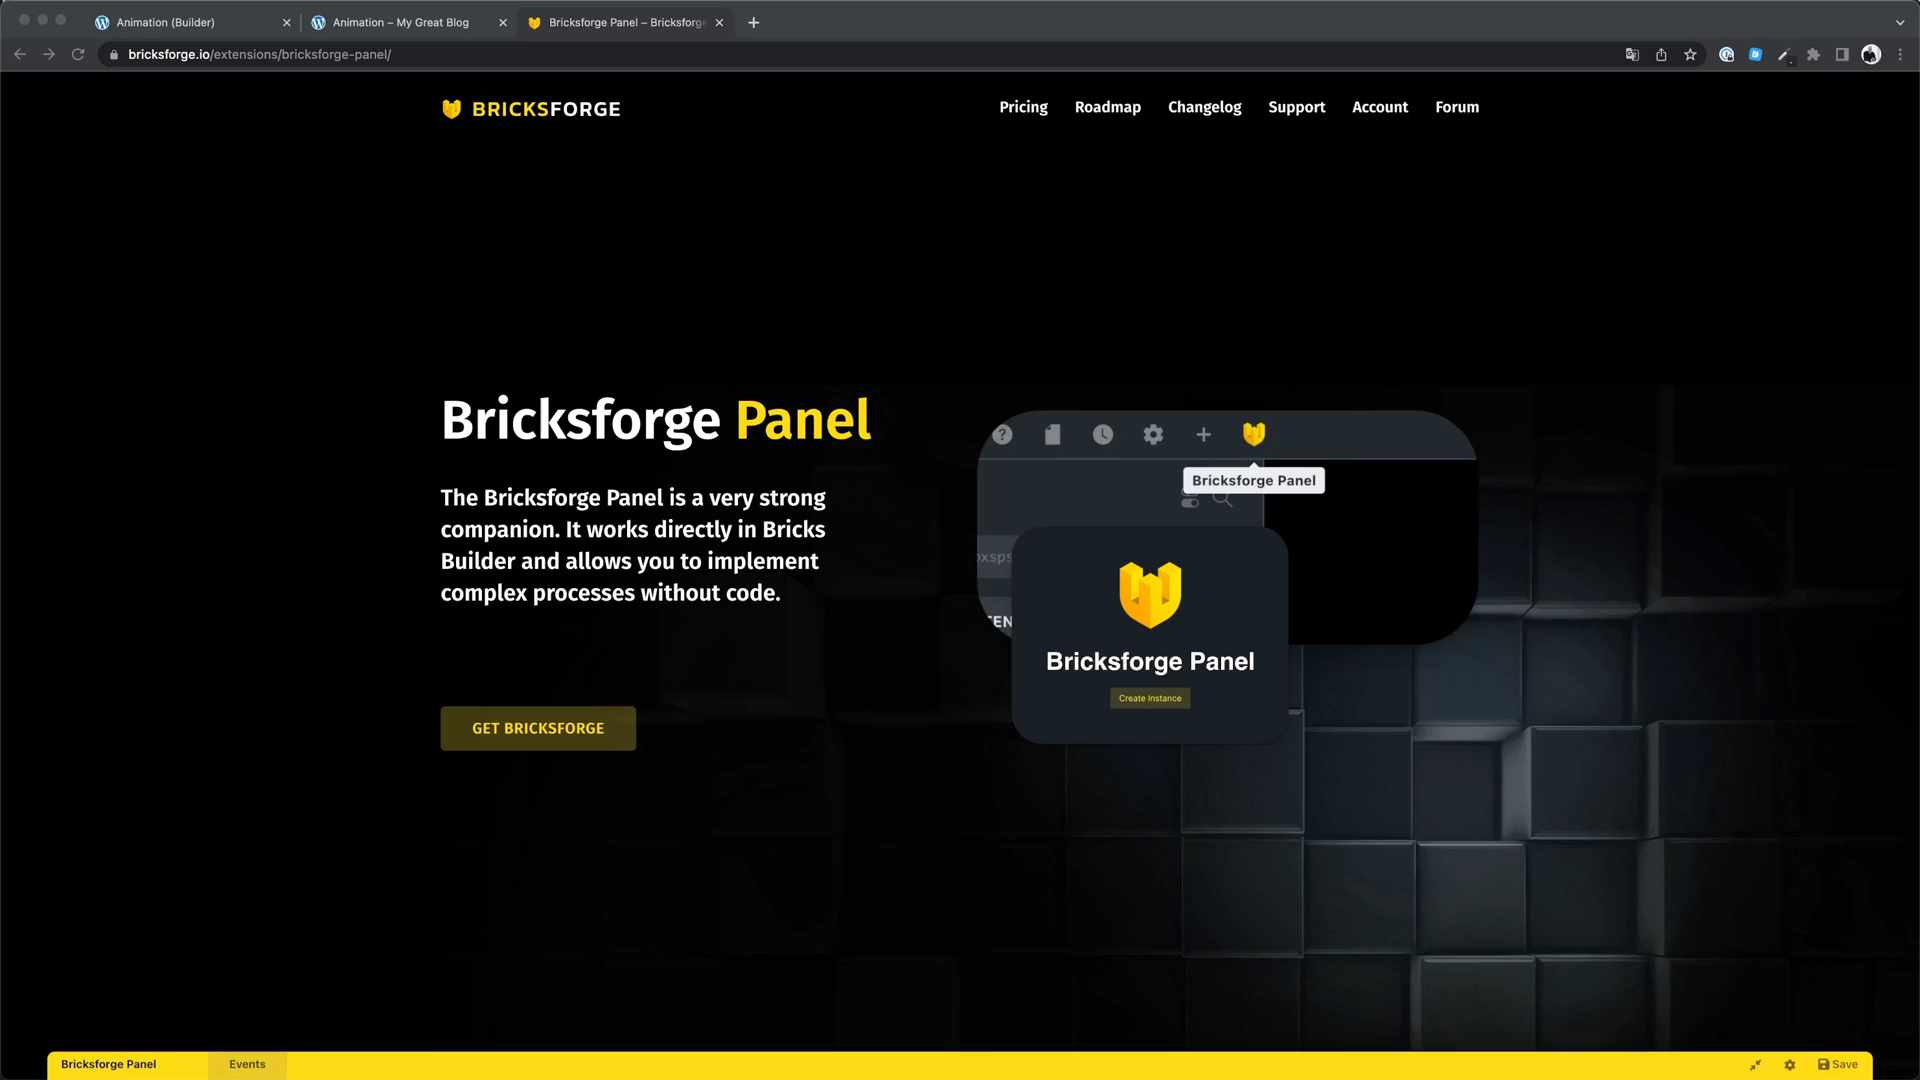 Animation (Builder)
Animation – My Great Blog
Bricksforge Panel – Bricksforge
bricksforge.io/extensions/bricksforge-panel/
BRICKSFORGE
Pricing
Roadmap
Changelog
Support
Account
Forum
Bricksforge Panel
The Bricksforge Panel is a very strong
companion. It works directly in Bricks
Builder and allows you to implement
complex processes without code.
GET BRICKSFORGE
Bricksforge Panel
oxsps
TEN
Bricksforge Panel
Create Instance
Bricksforge Panel
Events
Save